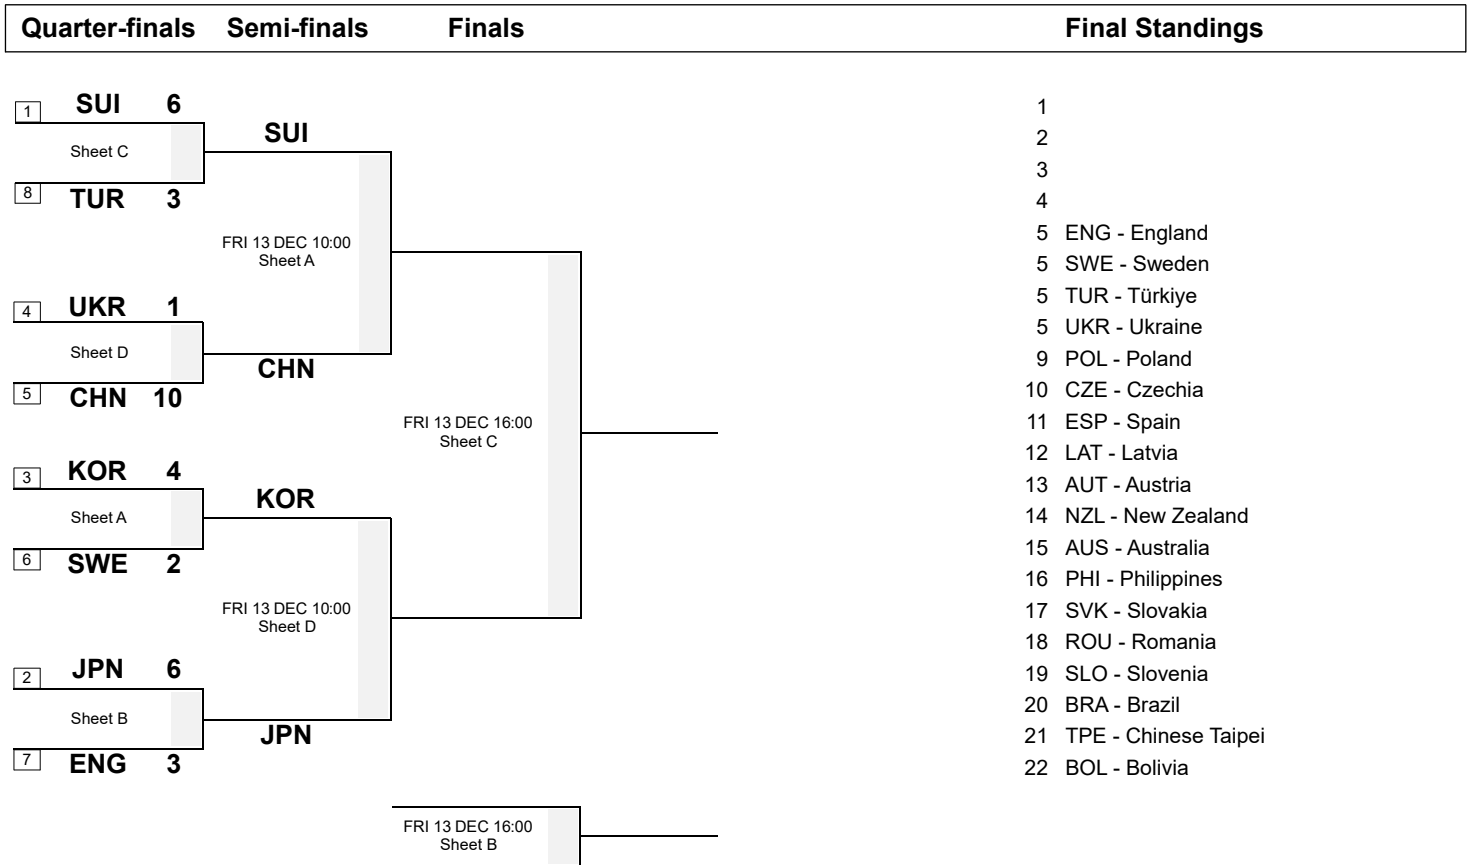 Quarter-finals Semi-finals Finals Final Standings
1 SUI 6
Sheet C
8 TUR 3
SUI
FRI 13 DEC 10:00
Sheet A
4 UKR 1
Sheet D
5 CHN 10
CHN
FRI 13 DEC 16:00
Sheet C
3 KOR 4
Sheet A
6 SWE 2
KOR
FRI 13 DEC 10:00
Sheet D
2 JPN 6
Sheet B
7 ENG 3
JPN
FRI 13 DEC 16:00
Sheet B
1
2
3
4
5 ENG - England
5 SWE - Sweden
5 TUR - Türkiye
5 UKR - Ukraine
9 POL - Poland
10 CZE - Czechia
11 ESP - Spain
12 LAT - Latvia
13 AUT - Austria
14 NZL - New Zealand
15 AUS - Australia
16 PHI - Philippines
17 SVK - Slovakia
18 ROU - Romania
19 SLO - Slovenia
20 BRA - Brazil
21 TPE - Chinese Taipei
22 BOL - Bolivia